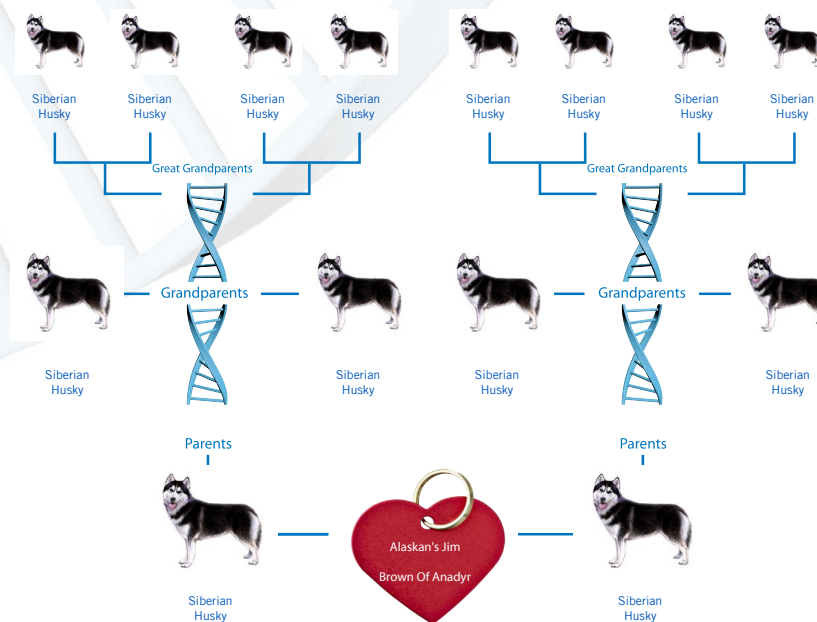 Siberian
Husky
Siberian
Husky
Siberian
Husky
Siberian
Husky
Siberian
Husky
Siberian
Husky
Siberian
Husky
Siberian
Husky
Great Grandparents
Great Grandparents
Grandparents
Grandparents
Siberian
Husky
Siberian
Husky
Siberian
Husky
Siberian
Husky
Parents
Parents
Alaskan's Jim
Brown Of Anadyr
Siberian
Husky
Siberian
Husky